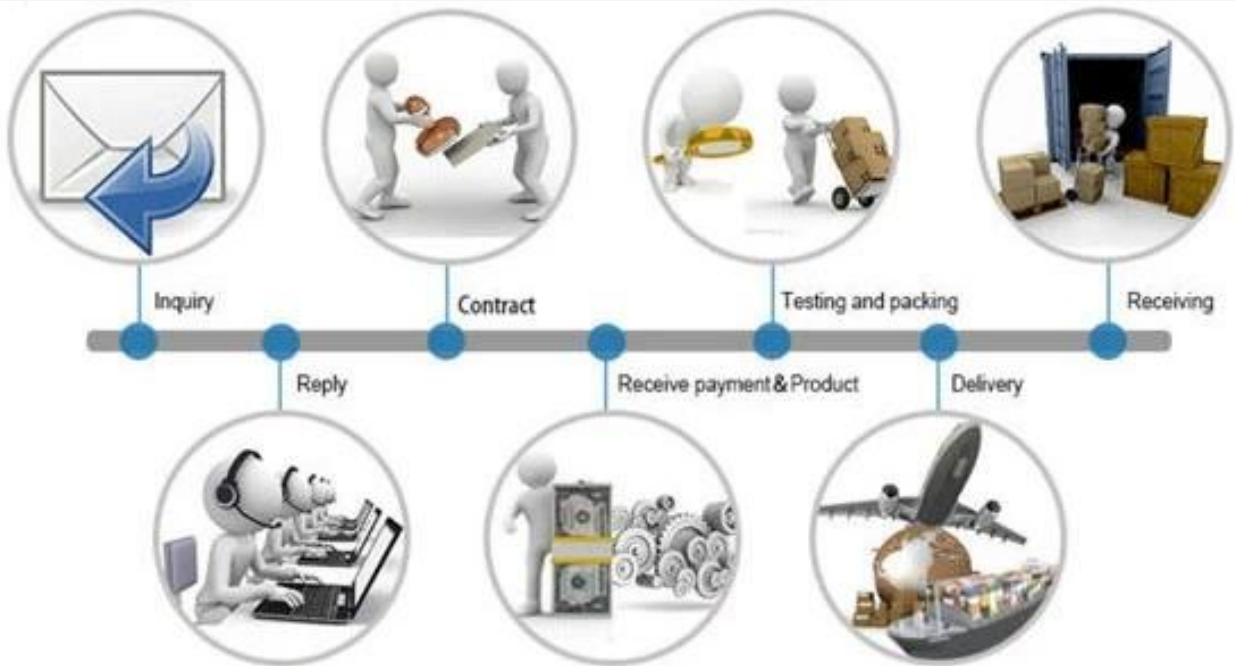 Inquiry
Reply
Contract
Receive payment & Product
Testing and packing
Delivery
Receiving